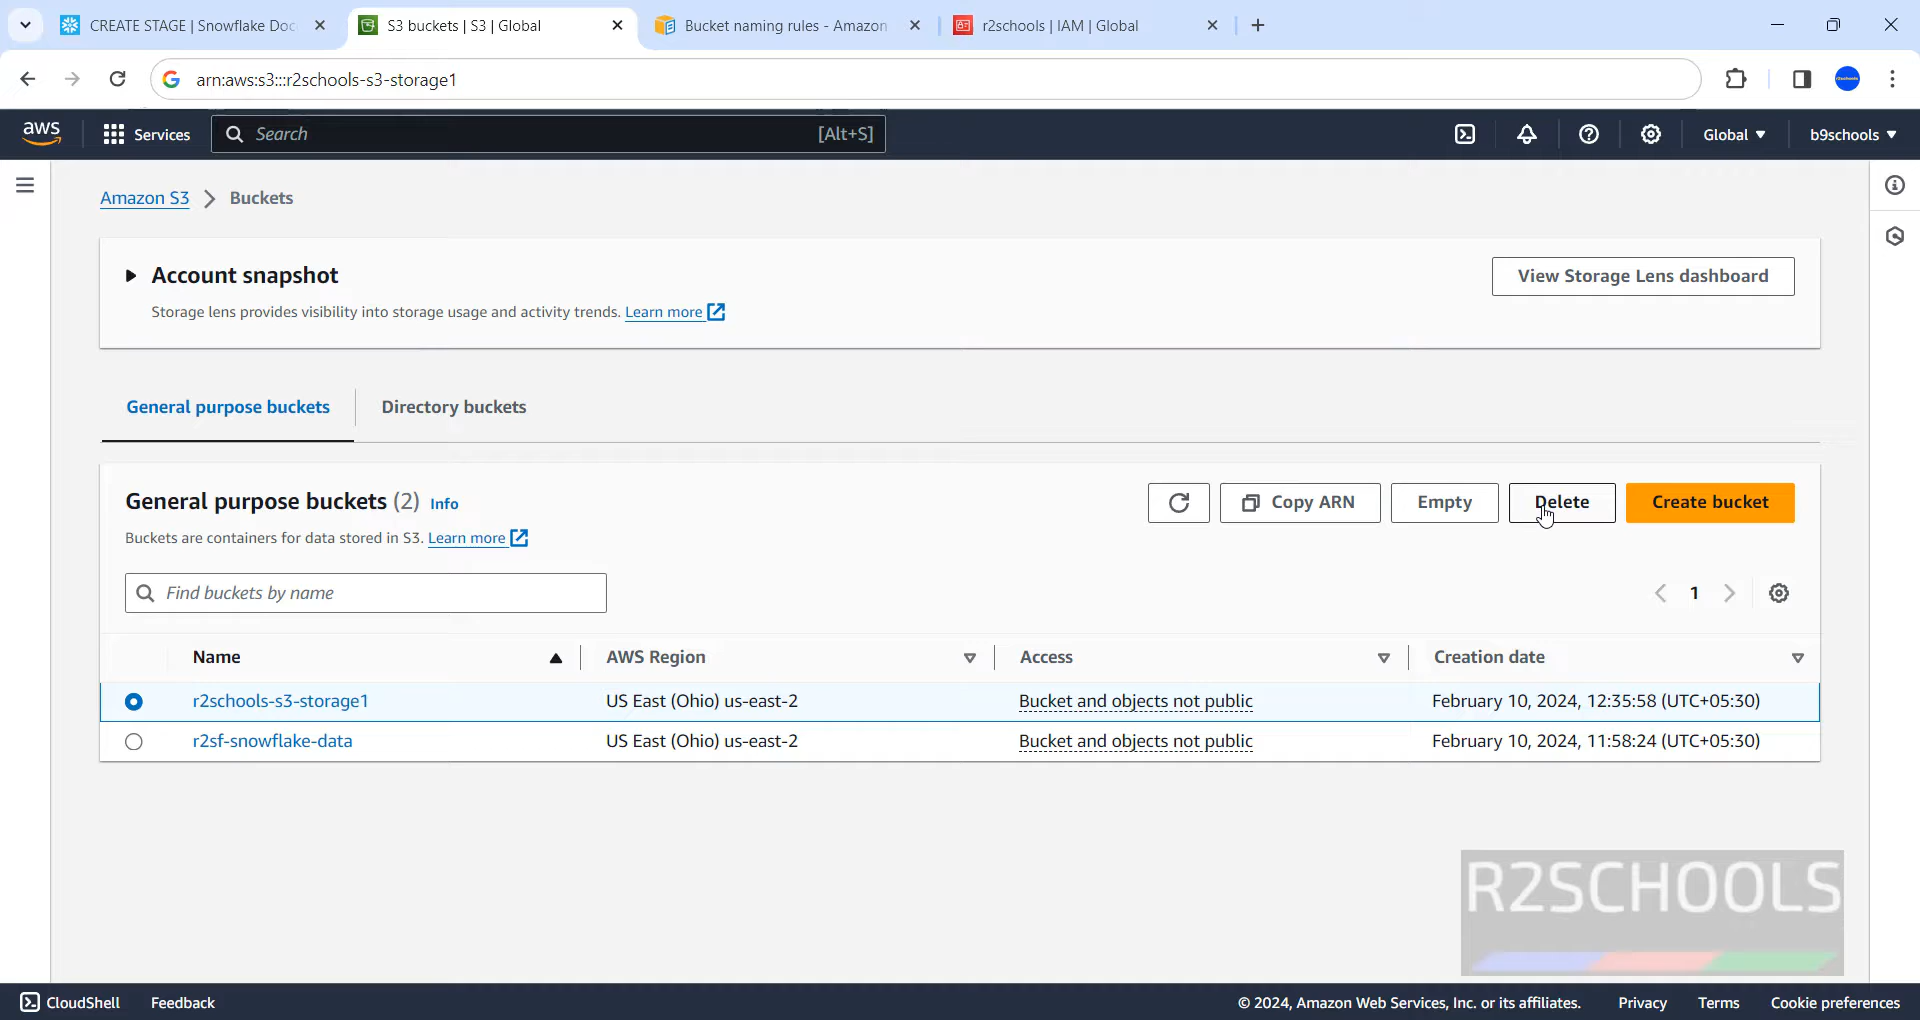 CREATE STAGE | Snowflake Doc
S3 buckets | S3 | Global
Bucket naming rules - Amazon
r2schools | IAM | Global
arn:aws:s3:::r2schools-s3-storage1
aws
Services
Search
[Alt+S]
Global
b9schools
Amazon S3
Buckets
Account snapshot
View Storage Lens dashboard
Storage lens provides visibility into storage usage and activity trends. Learn more
General purpose buckets
Directory buckets
General purpose buckets (2) Info
Copy ARN
Empty
Delete
Create bucket
Buckets are containers for data stored in S3. Learn more
Find buckets by name
1
Name
AWS Region
Access
Creation date
r2schools-s3-storage1
US East (Ohio) us-east-2
Bucket and objects not public
February 10, 2024, 12:35:58 (UTC+05:30)
r2sf-snowflake-data
US East (Ohio) us-east-2
Bucket and objects not public
February 10, 2024, 11:58:24 (UTC+05:30)
R2SCHOOLS
CloudShell
Feedback
© 2024, Amazon Web Services, Inc. or its affiliates.
Privacy
Terms
Cookie preferences